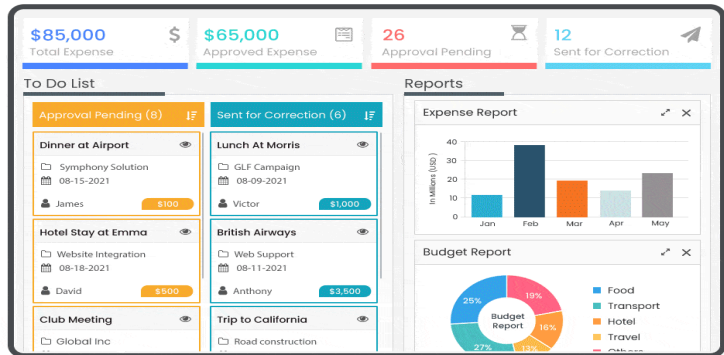 $85,000
Total Expense
$65,000
Approved Expense
26
Approval Pending
12
Sent for Correction
To Do List
Approval Pending (8)
Dinner at Airport
Symphony Solution
08-15-2021
James $100
Hotel Stay at Emma
Website Integration
08-18-2021
David $500
Club Meeting
Global Inc
Sent for Correction (6)
Lunch At Morris
GLF Campaign
08-09-2021
Victor $1,000
British Airways
Web Support
08-11-2021
Anthony $3,500
Trip to California
Road construction
Reports
Expense Report
In Millions (USD)
40
30
20
10
0
Jan Feb Mar Apr May
Budget Report
25%
19%
16%
13%
27%
Budget
Report
Food
Transport
Hotel
Travel
Others